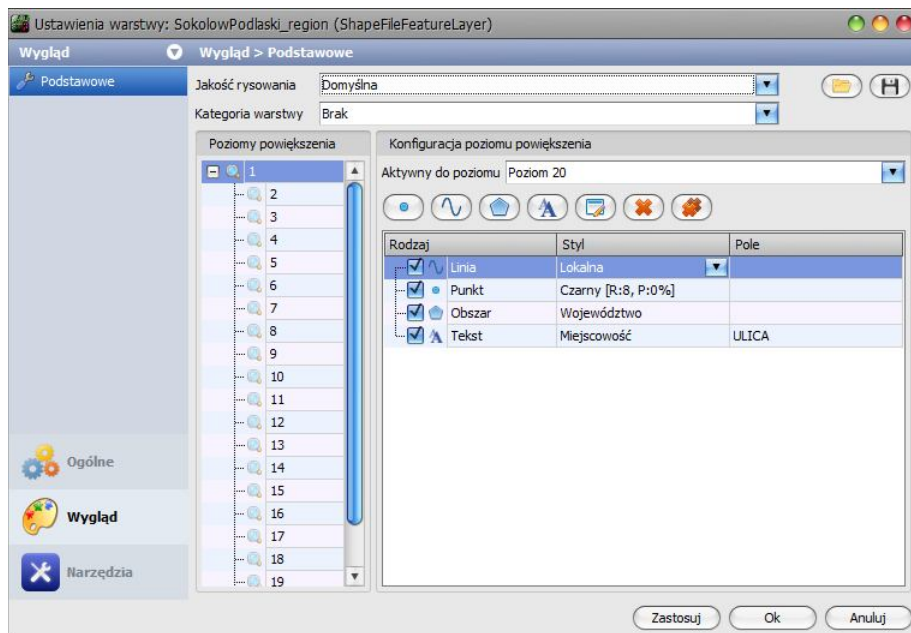 Ustawienia warstwy: SokolowPodlaski_region (ShapeFileFeatureLayer)
Wygląd
Wygląd > Podstawowe
Podstawowe
Jakość rysowania Domyślna
Kategoria warstwy Brak
Poziomy powiększenia
Konfiguracja poziomu powiększenia
Aktywny do poziomu Poziom 20
1
2
3
4
5
6
7
8
9
10
11
12
13
14
15
16
17
18
19
Rodzaj Styl Pole
Linia Lokalna
Punkt Czarny [R:8, P:0%]
Obszar Województwo
Tekst Miejscowość ULICA
Ogólne
Wygląd
Narzędzia
Zastosuj Ok Anuluj